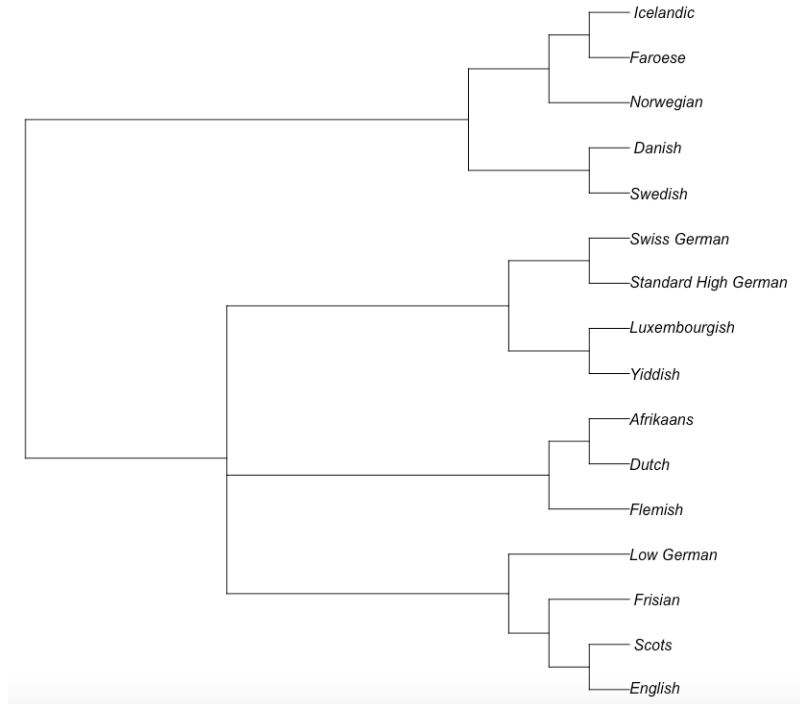 Icelandic
Faroese
Norwegian
Danish
Swedish
Swiss German
Standard High German
Luxembourgish
Yiddish
Afrikaans
Dutch
Flemish
Low German
Frisian
Scots
English